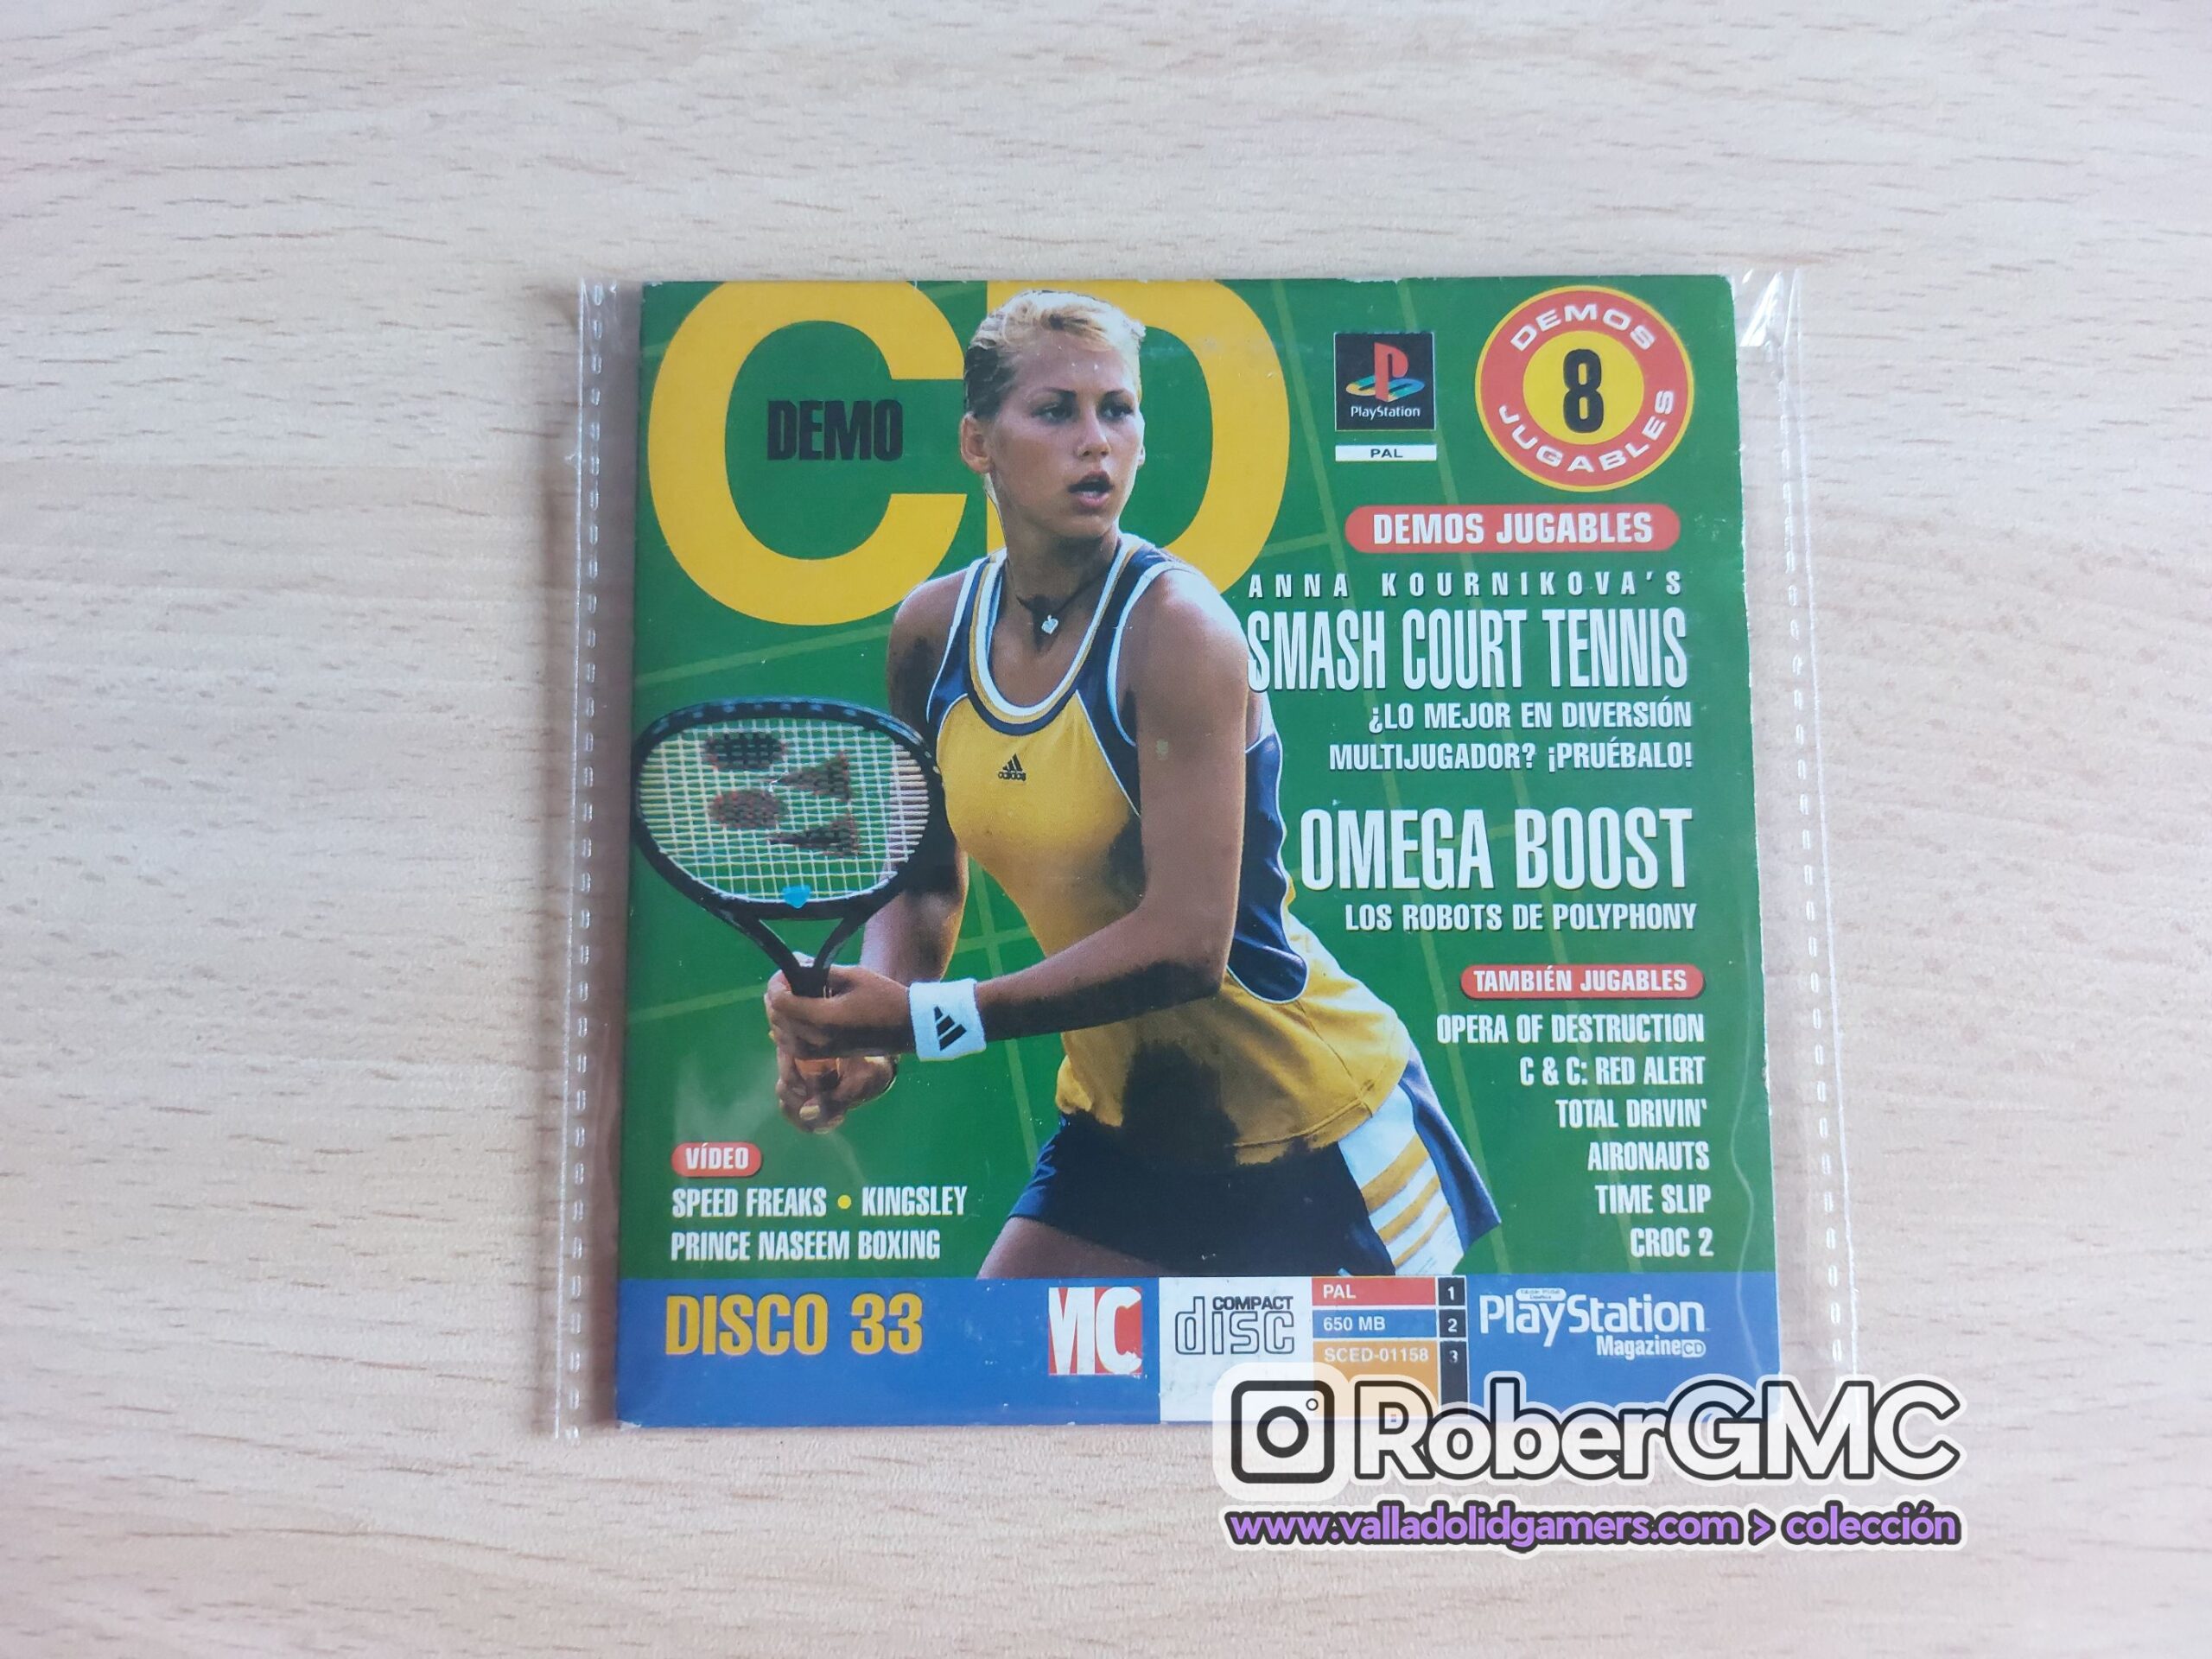 CD
DEMO
PlayStation
PAL
DEMOS
8
JUGABLES
DEMOS JUGABLES
ANNA KOURNIKOVA'S
SMASH COURT TENNIS
¿LO MEJOR EN DIVERSIÓN
MULTIJUGADOR? ¡PRUÉBALO!
adidas
OMEGA BOOST
LOS ROBOTS DE POLYPHONY
TAMBIÉN JUGABLES
OPERA OF DESTRUCTION
C & C: RED ALERT
TOTAL DRIVIN'
AIRONAUTS
TIME SLIP
CROC 2
VÍDEO
SPEED FREAKS • KINGSLEY
PRINCE NASEEM BOXING
DISCO 33
MC
COMPACT
disc
PAL 1
650 MB 2
SCED-01158 3
PlayStation
Magazine CD
RoberGMC
www.valladolidgamers.com > colección